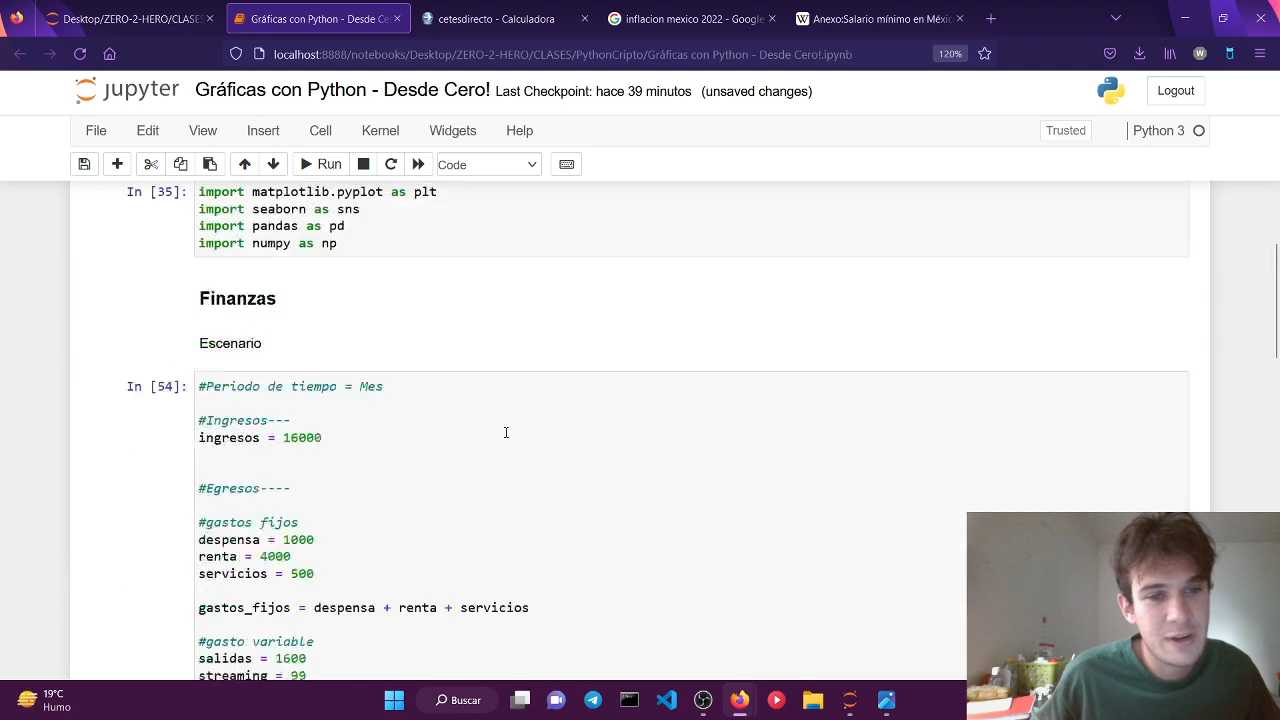 Desktop/ZERO-2-HERO/CLASES
Gráficas con Python - Desde Ce
cetesdirecto - Calculadora
inflacion mexico 2022 - Google
Anexo:Salario mínimo en Méxic
localhost:8888/notebooks/Desktop/ZERO-2-HERO/CLASES/PythonCripto/Gráficas con Python - Desde Cero!.ipynb
120%
W
jupyter
Gráficas con Python - Desde Cero! Last Checkpoint: hace 39 minutos (unsaved changes)
Logout
File Edit View Insert Cell Kernel Widgets Help
Trusted
Python 3
Run
Code
In [35]: import matplotlib.pyplot as plt
import seaborn as sns
import pandas as pd
import numpy as np
Finanzas
Escenario
In [54]: #Periodo de tiempo = Mes
#Ingresos---
ingresos = 16000
#Egresos----
#gastos fijos
despensa = 1000
renta = 4000
servicios = 500
gastos_fijos = despensa + renta + servicios
#gasto variable
salidas = 1600
streaming = 99
19°C
Humo
Buscar